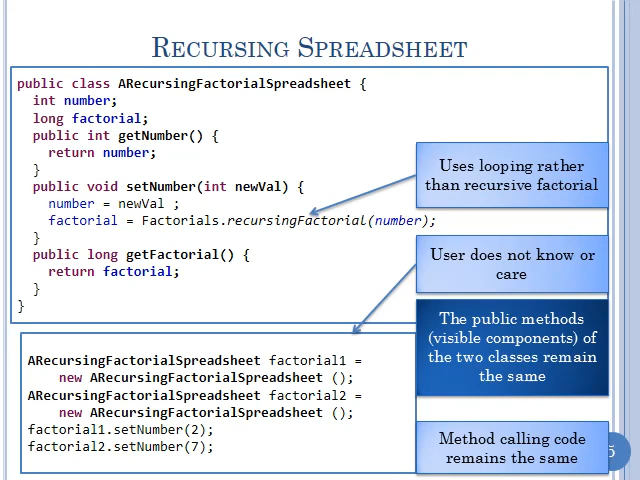 RECURSING SPREADSHEET
public class ARecursingFactorialSpreadsheet {
int number;
long factorial;
public int getNumber() {
return number;
}
public void setNumber(int newVal) {
number = newVal ;
factorial = Factorials.recursingFactorial(number);
}
public long getFactorial() {
return factorial;
}
}
Uses looping rather
than recursive factorial
User does not know or
care
The public methods
(visible components) of
the two classes remain
the same
ARecursingFactorialSpreadsheet factorial1 =
new ARecursingFactorialSpreadsheet ();
ARecursingFactorialSpreadsheet factorial2 =
new ARecursingFactorialSpreadsheet ();
factorial1.setNumber(2);
factorial2.setNumber(7);
Method calling code
remains the same